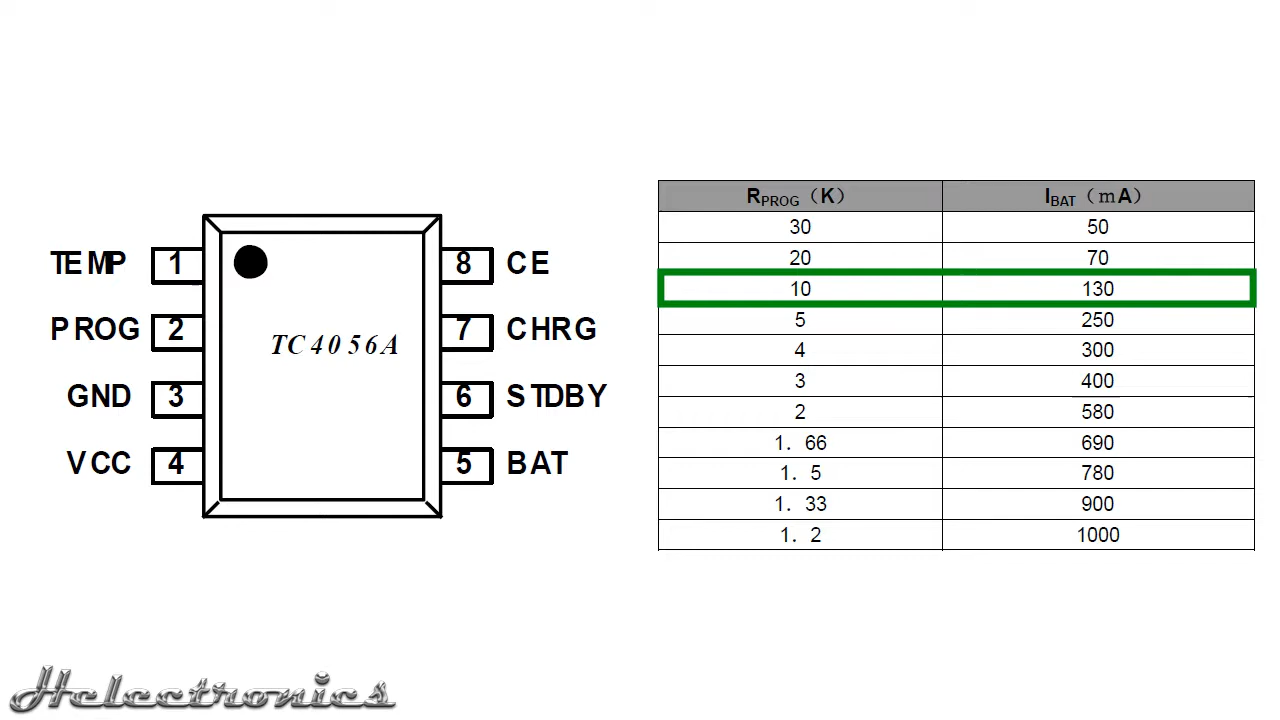 TEMP 1 8 CE
PROG 2 7 CHRG
TC4056A
GND 3 6 STDBY
VCC 4 5 BAT
RPROG（K） IBAT（mA）
30 50
20 70
10 130
5 250
4 300
3 400
2 580
1．66 690
1．5 780
1．33 900
1．2 1000
Helectronics